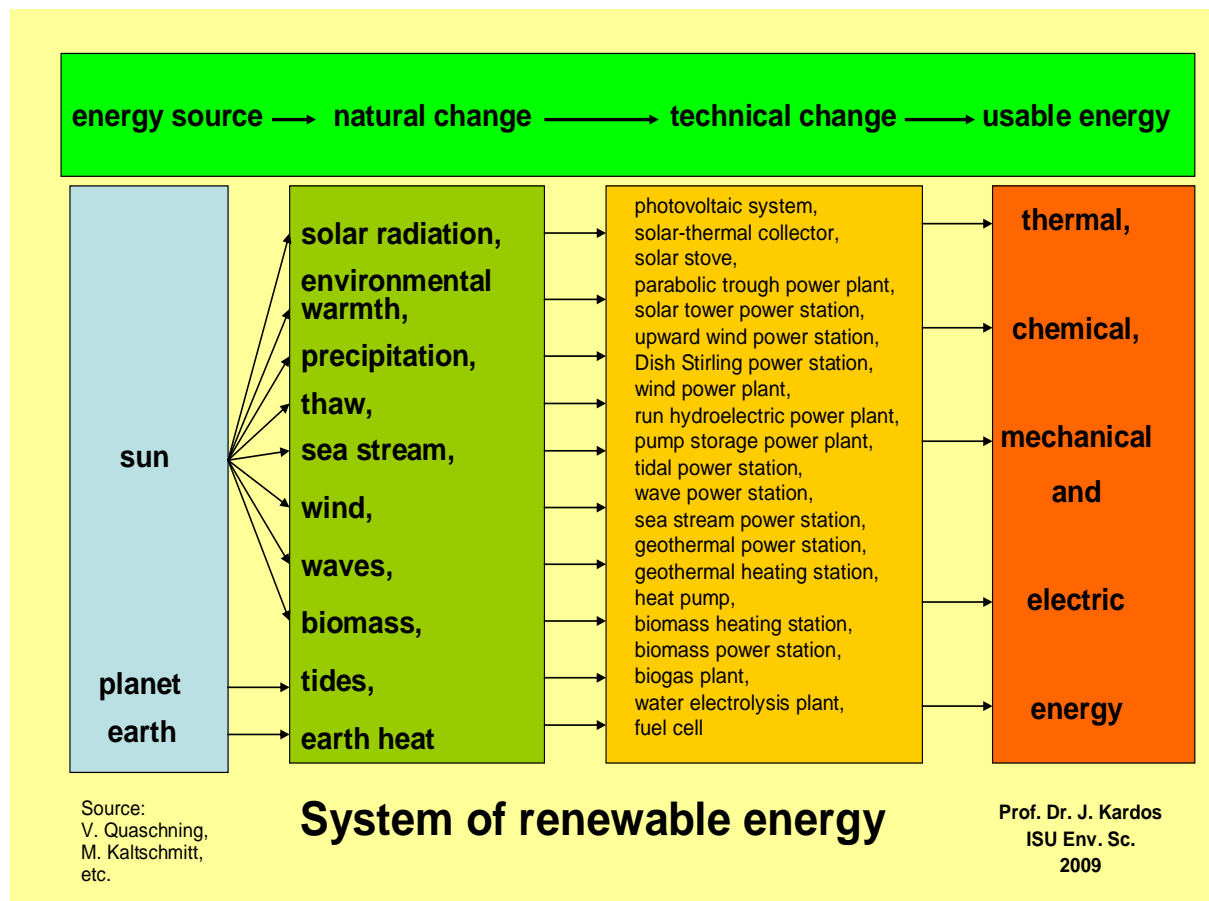 energy source natural change technical change usable energy
sun
planet
earth
solar radiation,
environmental
warmth,
precipitation,
thaw,
sea stream,
wind,
waves,
biomass,
tides,
earth heat
photovoltaic system,
solar-thermal collector,
solar stove,
parabolic trough power plant,
solar tower power station,
upward wind power station,
Dish Stirling power station,
wind power plant,
run hydroelectric power plant,
pump storage power plant,
tidal power station,
wave power station,
sea stream power station,
geothermal power station,
geothermal heating station,
heat pump,
biomass heating station,
biomass power station,
biogas plant,
water electrolysis plant,
fuel cell
thermal,
chemical,
mechanical
and
electric
energy
Source:
V. Quaschning,
M. Kaltschmitt,
etc.
System of renewable energy
Prof. Dr. J. Kardos
ISU Env. Sc.
2009